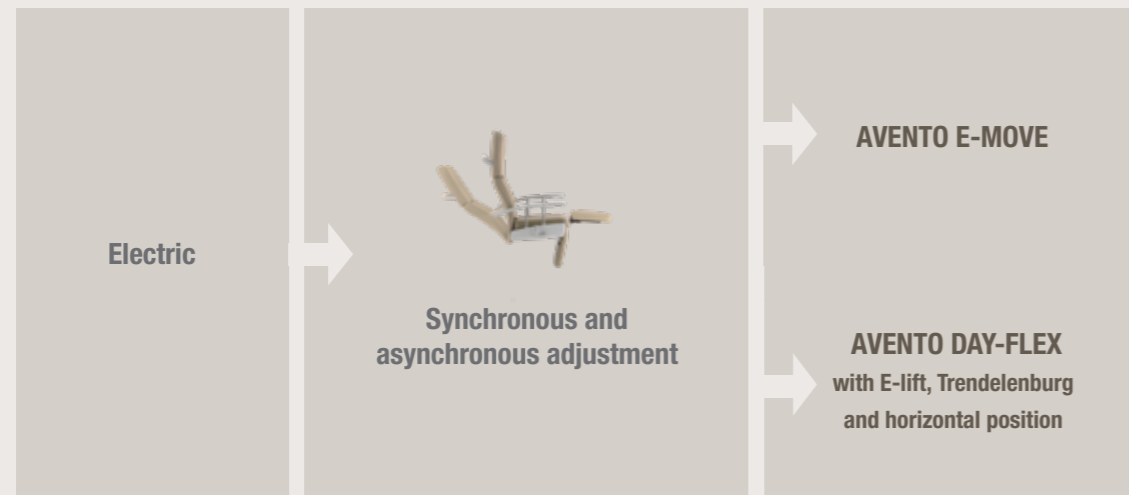 Electric
Synchronous and
asynchronous adjustment
AVENTO E-MOVE
AVENTO DAY-FLEX
with E-lift, Trendelenburg
and horizontal position